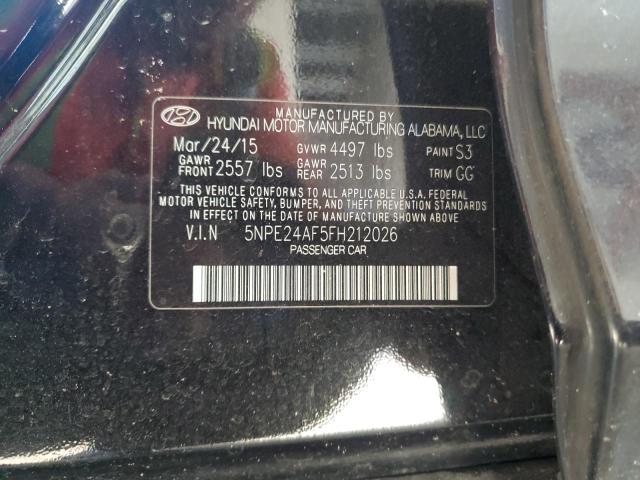 MANUFACTURED BY
HYUNDAI MOTOR MANUFACTURING ALABAMA, LLC
Mar/24/15 GVWR 4497 lbs PAINT S3
GAWR FRONT 2557 lbs GAWR REAR 2513 lbs TRIM GG
THIS VEHICLE CONFORMS TO ALL APPLICABLE U.S.A. FEDERAL
MOTOR VEHICLE SAFETY, BUMPER, AND THEFT PREVENTION STANDARDS
IN EFFECT ON THE DATE OF MANUFACTURE SHOWN ABOVE.
V.I.N 5NPE24AF5FH212026
PASSENGER CAR